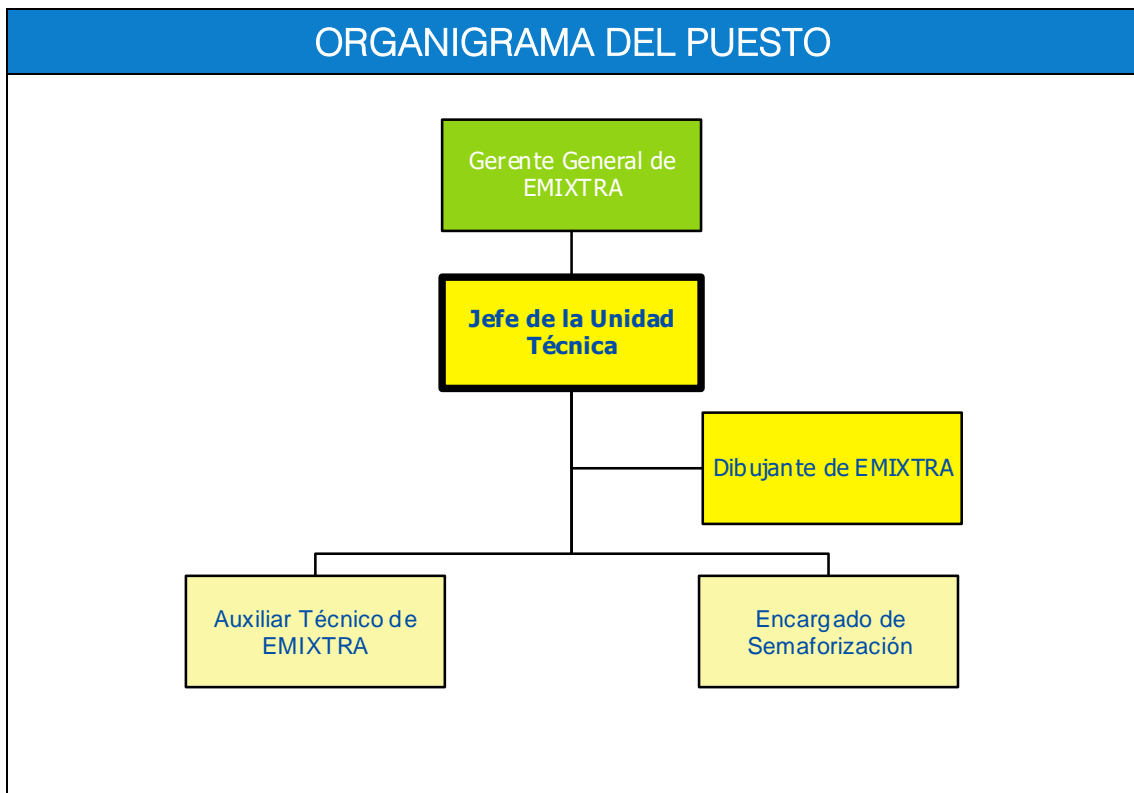 ORGANIGRAMA DEL PUESTO
Gerente General de
EMIXTRA
Jefe de la Unidad
Técnica
Dibujante de EMIXTRA
Auxiliar Técnico de
EMIXTRA
Encargado de
Semaforización